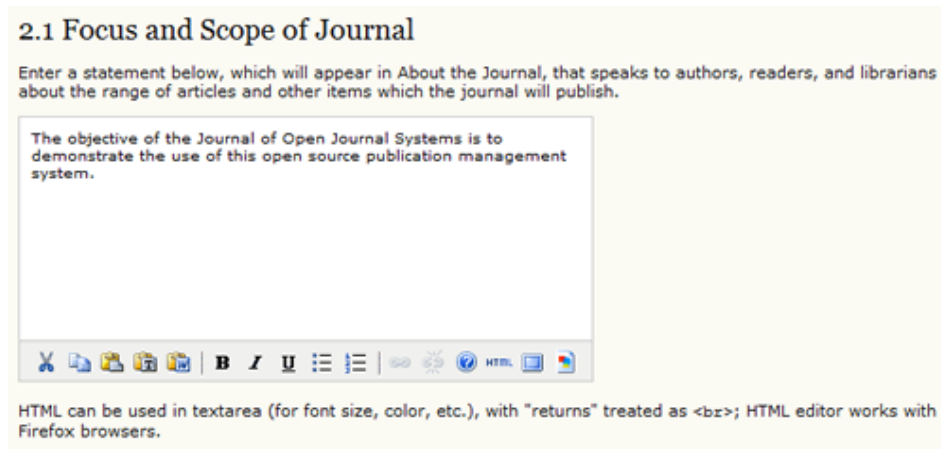 2.1 Focus and Scope of Journal
Enter a statement below, which will appear in About the Journal, that speaks to authors, readers, and librarians
about the range of articles and other items which the journal will publish.
The objective of the Journal of Open Journal Systems is to
demonstrate the use of this open source publication management
system.
B I U HTML
HTML can be used in textarea (for font size, color, etc.), with "returns" treated as <br>; HTML editor works with
Firefox browsers.